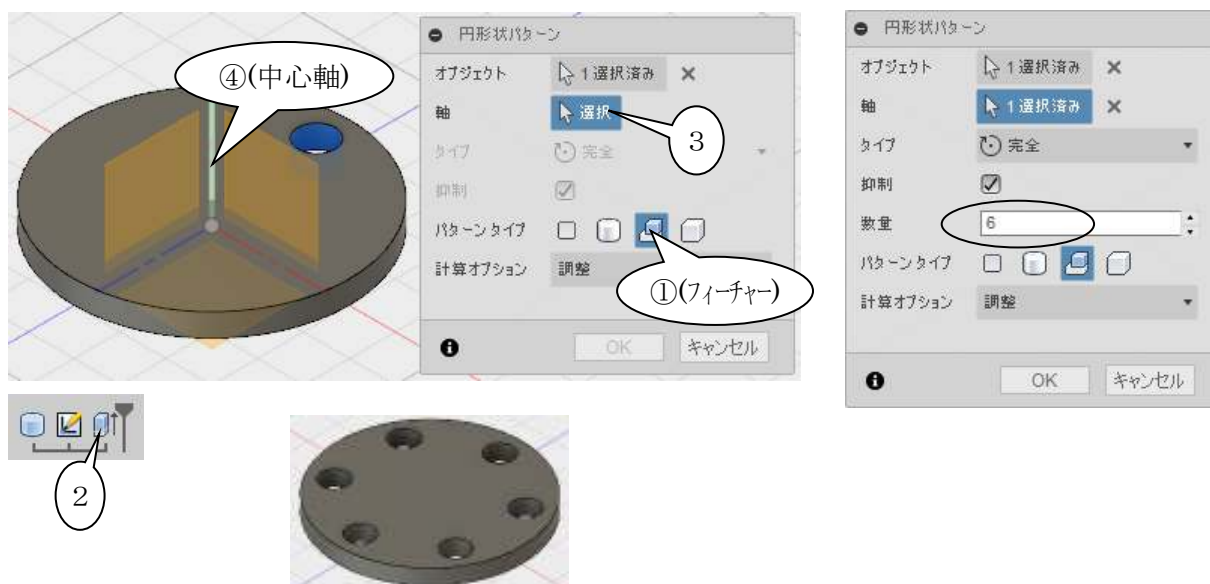 円形状パターン
オブジェクト 1 選択済み ×
軸 選択
タイプ 完全
抑制
パターン タイプ
計算オプション 調整
OK キャンセル
④(中心軸)
3
①(フィーチャー)
円形状パターン
オブジェクト 1 選択済み ×
軸 1 選択済み ×
タイプ 完全
抑制
数量 6
パターン タイプ
計算オプション 調整
OK キャンセル
2